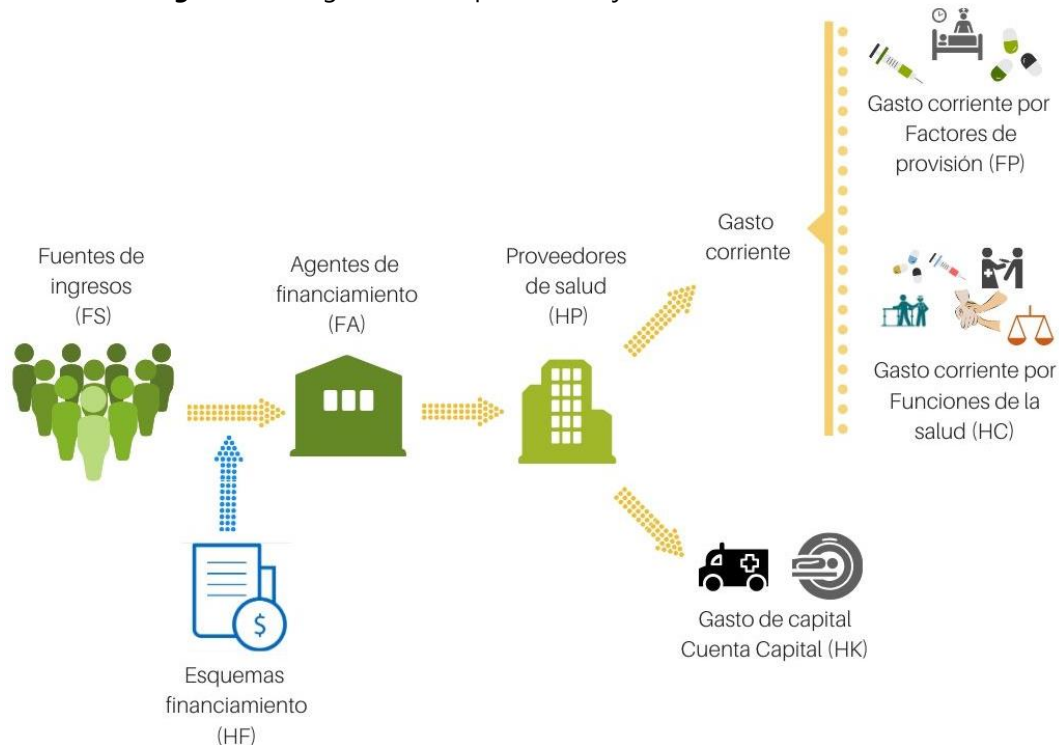 Fuentes de
ingresos
(FS)
Agentes de
financiamiento
(FA)
Proveedores
de salud
(HP)
Gasto
corriente
Gasto corriente por
Factores de
provisión (FP)
Gasto corriente por
Funciones de la
salud (HC)
Gasto de capital
Cuenta Capital (HK)
$
Esquemas
financiamiento
(HF)